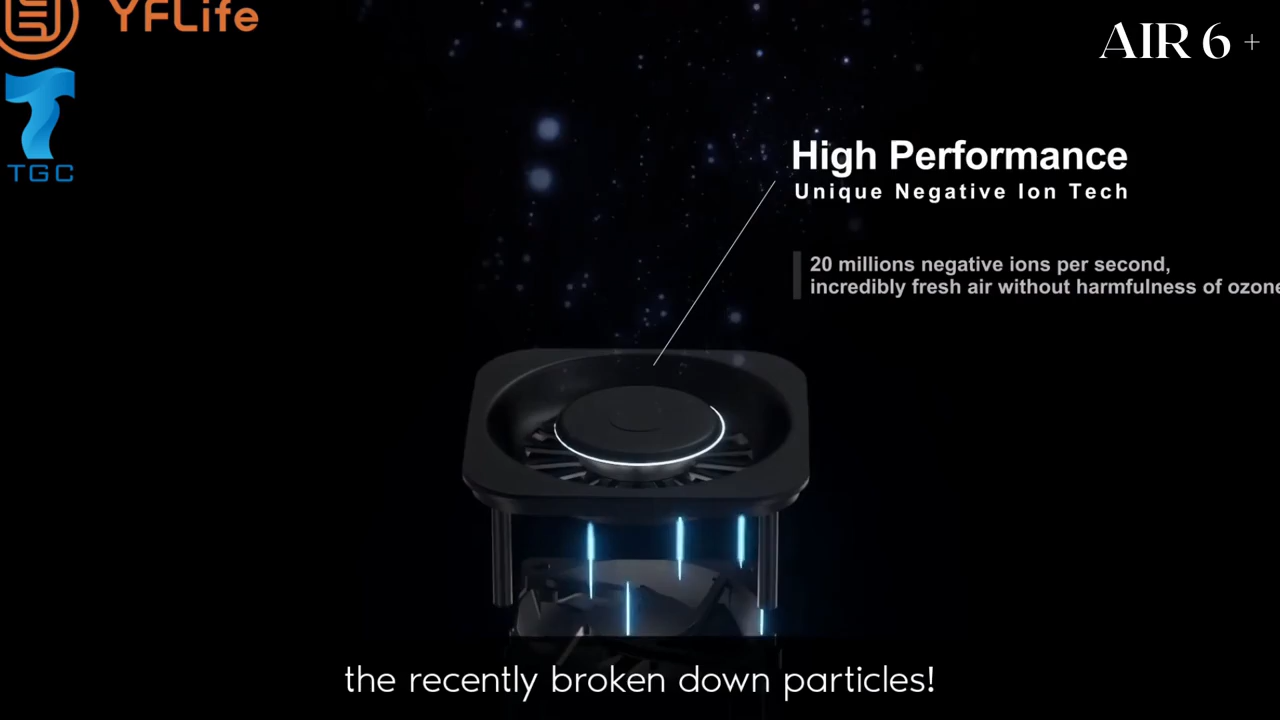 YFLife
TGC
AIR 6 +
High Performance
Unique Negative Ion Tech
20 millions negative ions per second,
incredibly fresh air without harmfulness of ozone
the recently broken down particles!